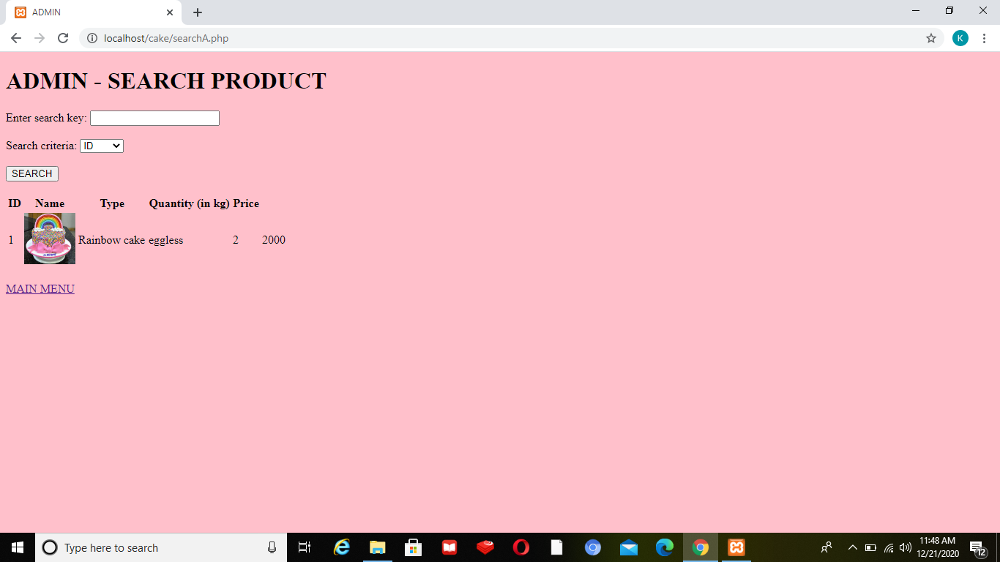 ADMIN
localhost/cake/searchA.php
K
ADMIN - SEARCH PRODUCT
Enter search key:
Search criteria: ID
SEARCH
ID Name Type Quantity (in kg) Price
1 Rainbow cake eggless 2 2000
MAIN MENU
Type here to search
11:48 AM
12/21/2020
12